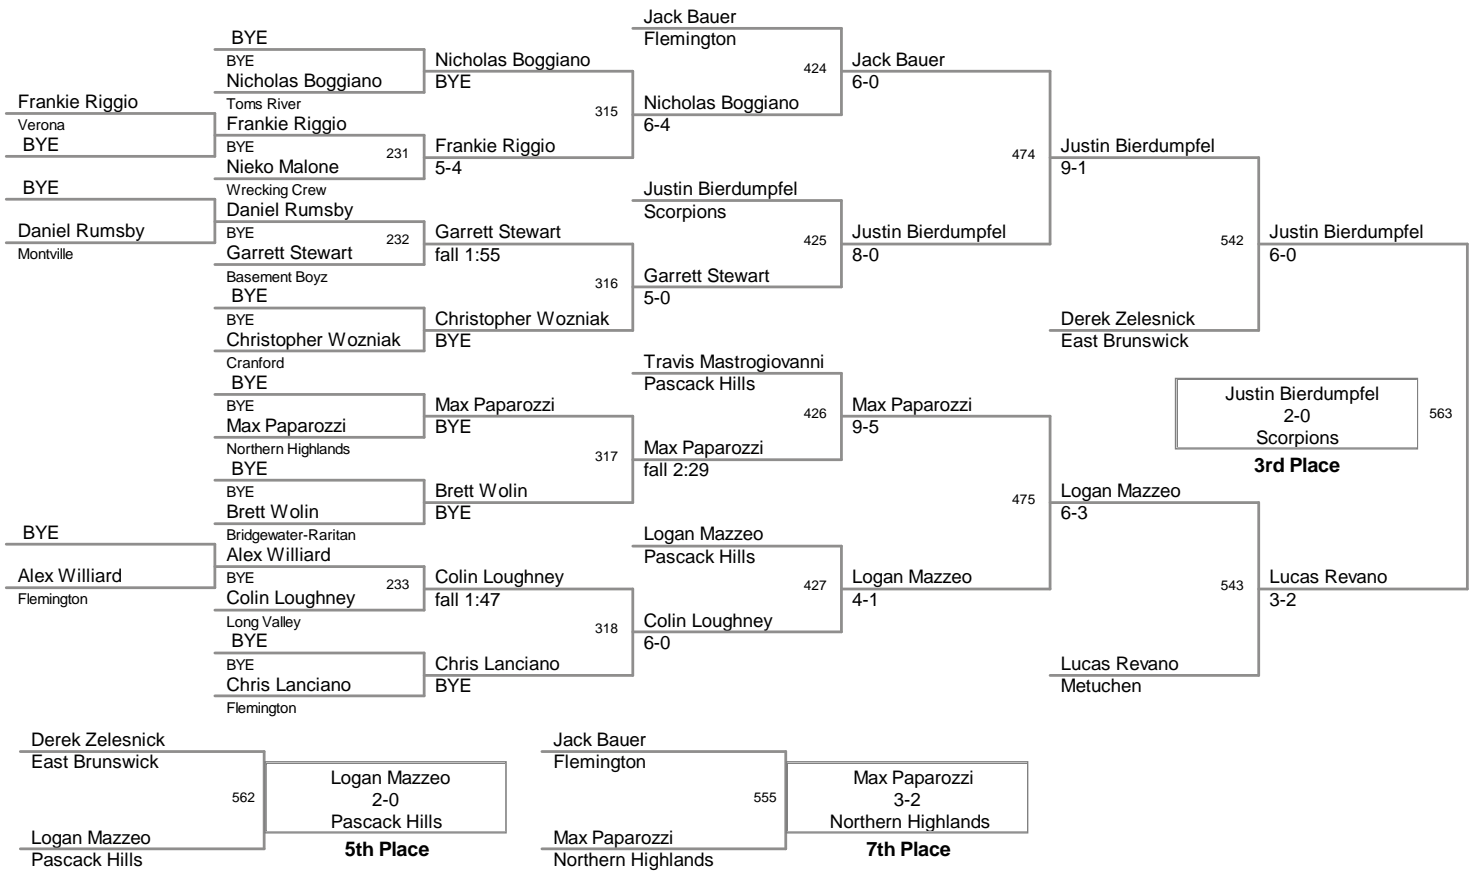 Frankie Riggio
Verona
BYE
BYE
Daniel Rumsby
Montville
BYE
Alex Williard
Flemington
BYE
BYE
Nicholas Boggiano
Toms River
Frankie Riggio
BYE
Nieko Malone
Wrecking Crew
Daniel Rumsby
BYE
Garrett Stewart
Basement Boyz
BYE
BYE
Christopher Wozniak
Cranford
BYE
BYE
Max Paparozzi
Northern Highlands
BYE
BYE
Brett Wolin
Bridgewater-Raritan
Alex Williard
BYE
Colin Loughney
Long Valley
BYE
BYE
Chris Lanciano
Flemington
231
232
233
Nicholas Boggiano
BYE
Frankie Riggio
5-4
Garrett Stewart
fall 1:55
Christopher Wozniak
BYE
Max Paparozzi
BYE
Brett Wolin
BYE
Colin Loughney
fall 1:47
Chris Lanciano
BYE
315
316
317
318
Jack Bauer
Flemington
Nicholas Boggiano
6-4
Justin Bierdumpfel
Scorpions
Garrett Stewart
5-0
Travis Mastrogiovanni
Pascack Hills
Max Paparozzi
fall 2:29
Logan Mazzeo
Pascack Hills
Colin Loughney
6-0
424
425
426
427
Jack Bauer
6-0
Justin Bierdumpfel
8-0
Max Paparozzi
9-5
Logan Mazzeo
4-1
474
475
Justin Bierdumpfel
9-1
Derek Zelesnick
East Brunswick
Logan Mazzeo
6-3
Lucas Revano
Metuchen
542
543
Justin Bierdumpfel
6-0
Lucas Revano
3-2
Justin Bierdumpfel
2-0
Scorpions
563
3rd Place
Derek Zelesnick
East Brunswick
562
Logan Mazzeo
Pascack Hills
Logan Mazzeo
2-0
Pascack Hills
5th Place
Jack Bauer
Flemington
555
Max Paparozzi
Northern Highlands
Max Paparozzi
3-2
Northern Highlands
7th Place